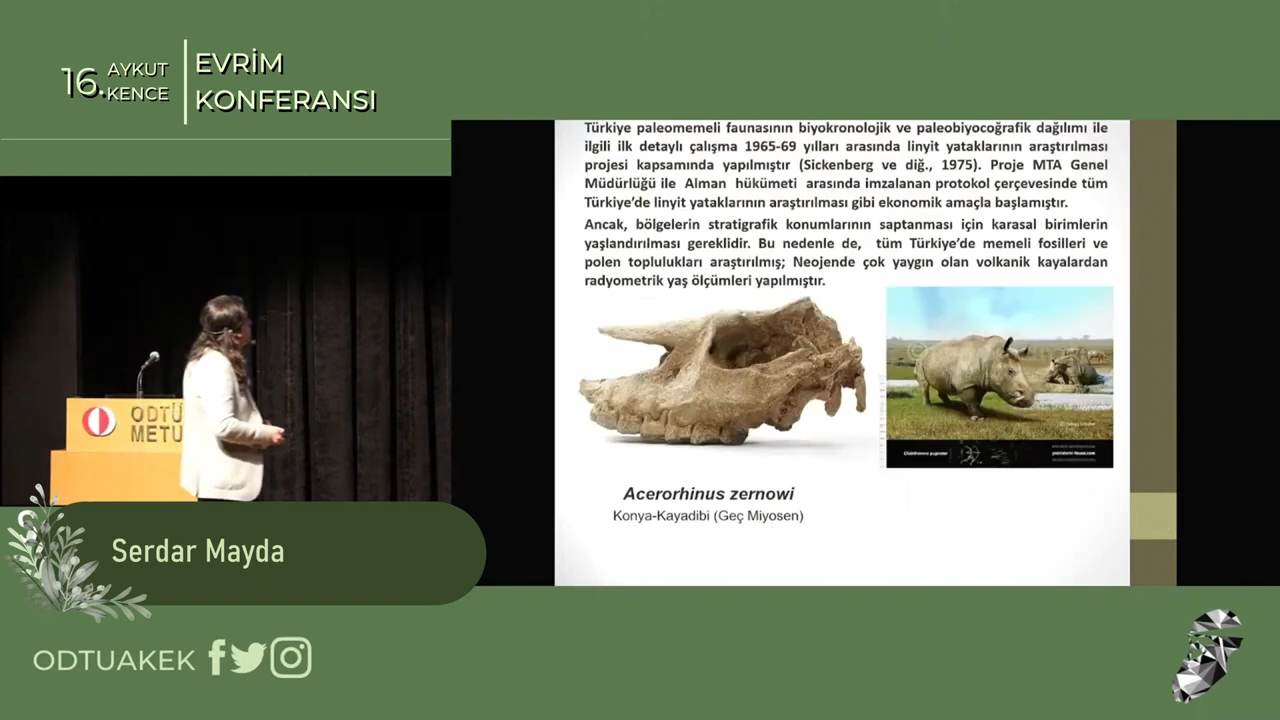 16. AYKUT KENCE
EVRİM
KONFERANSI
Türkiye paleomemeli faunasının biyokronolojik ve paleobiyocoğrafik dağılımı ile
ilgili ilk detaylı çalışma 1965-69 yılları arasında linyit yataklarının araştırılması
projesi kapsamında yapılmıştır (Sickenberg ve diğ., 1975). Proje MTA Genel
Müdürlüğü ile Alman hükümeti arasında imzalanan protokol çerçevesinde tüm
Türkiye’de linyit yataklarının araştırılması gibi ekonomik amaçla başlamıştır.
Ancak, bölgelerin stratigrafik konumlarının saptanması için karasal birimlerin
yaşlandırılması gereklidir. Bu nedenle de, tüm Türkiye’de memeli fosilleri ve
polen toplulukları araştırılmış; Neojende çok yaygın olan volkanik kayalardan
radyometrik yaş ölçümleri yapılmıştır.
Acerorhinus zernowi
Konya-Kayadibi (Geç Miyosen)
ODTÜ
METU
Serdar Mayda
ODTUAKEK